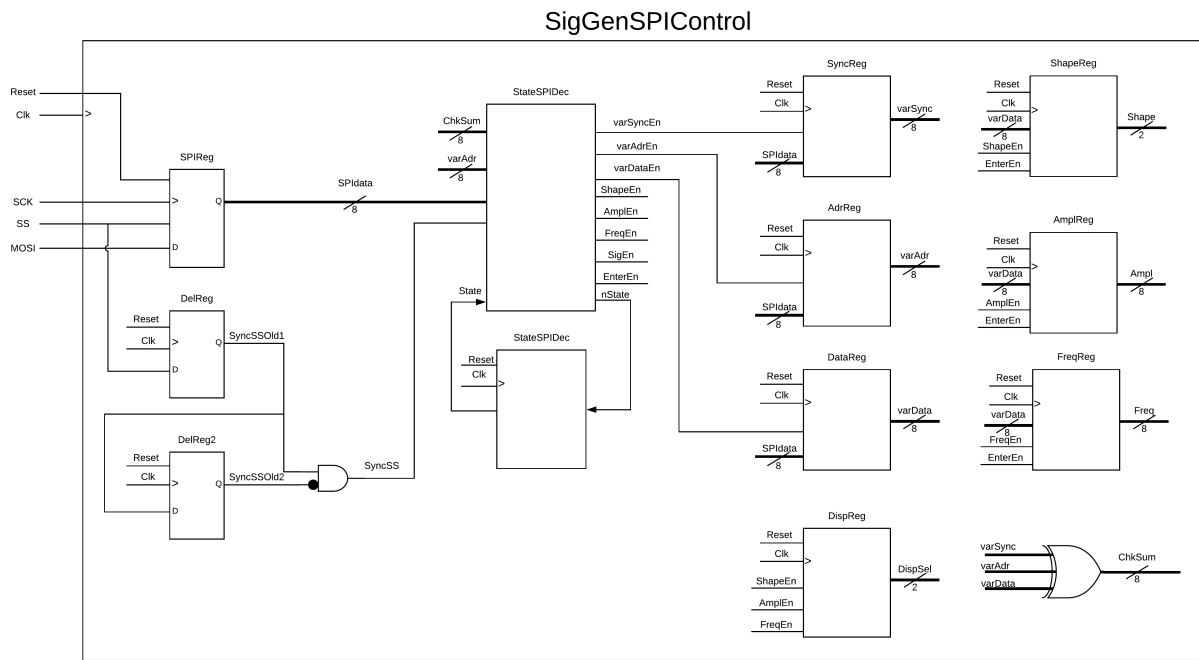 SigGenSPIControl
Reset
Clk
SCK
SS
MOSI
>
SPIReg
>
Q
D
SPIdata
8
DelReg
Reset
Clk
>
Q
D
SyncSSOld1
DelReg2
Reset
Clk
>
Q
D
SyncSSOld2
SyncSS
StateSPIDec
ChkSum
8
varAdr
8
State
varSyncEn
varAdrEn
varDataEn
ShapeEn
AmplEn
FreqEn
SigEn
EnterEn
nState
StateSPIDec
Reset
Clk
>
SyncReg
Reset
Clk
>
SPIdata
8
varSync
8
AdrReg
Reset
Clk
>
SPIdata
8
varAdr
8
DataReg
Reset
Clk
>
SPIdata
8
varData
8
DispReg
Reset
Clk
>
ShapeEn
AmplEn
FreqEn
DispSel
2
ShapeReg
Reset
Clk
>
varData
8
ShapeEn
EnterEn
Shape
2
AmplReg
Reset
Clk
>
varData
8
AmplEn
EnterEn
Ampl
8
FreqReg
Reset
Clk
>
varData
8
FreqEn
EnterEn
Freq
8
varSync
varAdr
varData
ChkSum
8